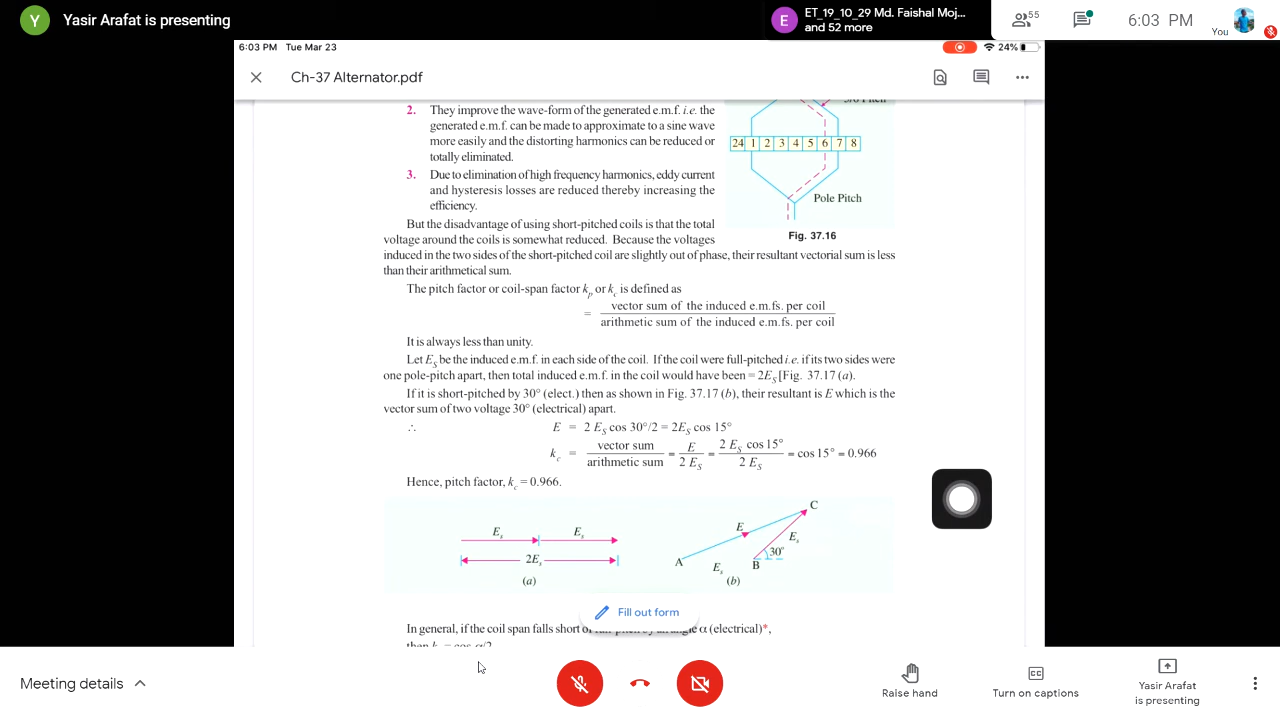 Y Yasir Arafat is presenting
E ET_19_10_29 Md. Faishal Moj...
and 52 more
55
6:03 PM
You
6:03 PM Tue Mar 23
24%
Ch-37 Alternator.pdf
2. They improve the wave-form of the generated e.m.f. i.e. the
generated e.m.f. can be made to approximate to a sine wave
more easily and the distorting harmonics can be reduced or
totally eliminated.
3. Due to elimination of high frequency harmonics, eddy current
and hysteresis losses are reduced thereby increasing the
efficiency.
24 1 2 3 4 5 6 7 8
Pole Pitch
Fig. 37.16
But the disadvantage of using short-pitched coils is that the total
voltage around the coils is somewhat reduced. Because the voltages
induced in the two sides of the short-pitched coil are slightly out of phase, their resultant vectorial sum is less
than their arithmetical sum.
The pitch factor or coil-span factor kp or kc is defined as
= vector sum of the induced e.m.fs. per coil
arithmetic sum of the induced e.m.fs. per coil
It is always less than unity.
Let ES be the induced e.m.f. in each side of the coil. If the coil were full-pitched i.e. if its two sides were
one pole-pitch apart, then total induced e.m.f. in the coil would have been = 2ES [Fig. 37.17 (a).
If it is short-pitched by 30° (elect.) then as shown in Fig. 37.17 (b), their resultant is E which is the
vector sum of two voltage 30° (electrical) apart.
∴ E = 2 ES cos 30°/2 = 2ES cos 15°
kc = vector sum / arithmetic sum = E / 2 ES = 2 ES cos 15° / 2 ES = cos 15° = 0.966
Hence, pitch factor, kc = 0.966.
Es Es
2Es
(a)
A E C
Es B 30° Es
(b)
Fill out form
In general, if the coil span falls short of full-pitch by an angle α (electrical)*,
then k = cos α/2
Meeting details
Raise hand
Turn on captions
Yasir Arafat
is presenting